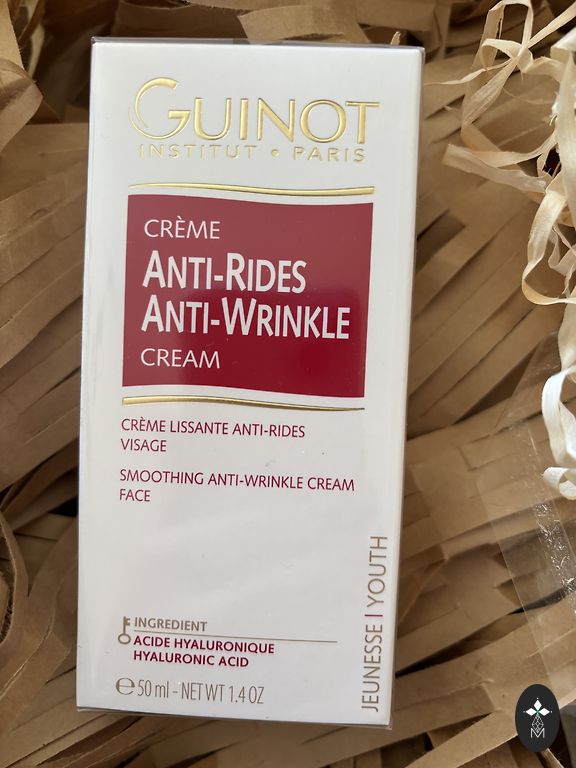 GUINOT
INSTITUT • PARIS
CRÈME
ANTI-RIDES
ANTI-WRINKLE
CREAM
CRÈME LISSANTE ANTI-RIDES
VISAGE
SMOOTHING ANTI-WRINKLE CREAM
FACE
INGREDIENT
ACIDE HYALURONIQUE
HYALURONIC ACID
℮ 50 ml - NET WT 1.4 OZ
JEUNESSE | YOUTH
M